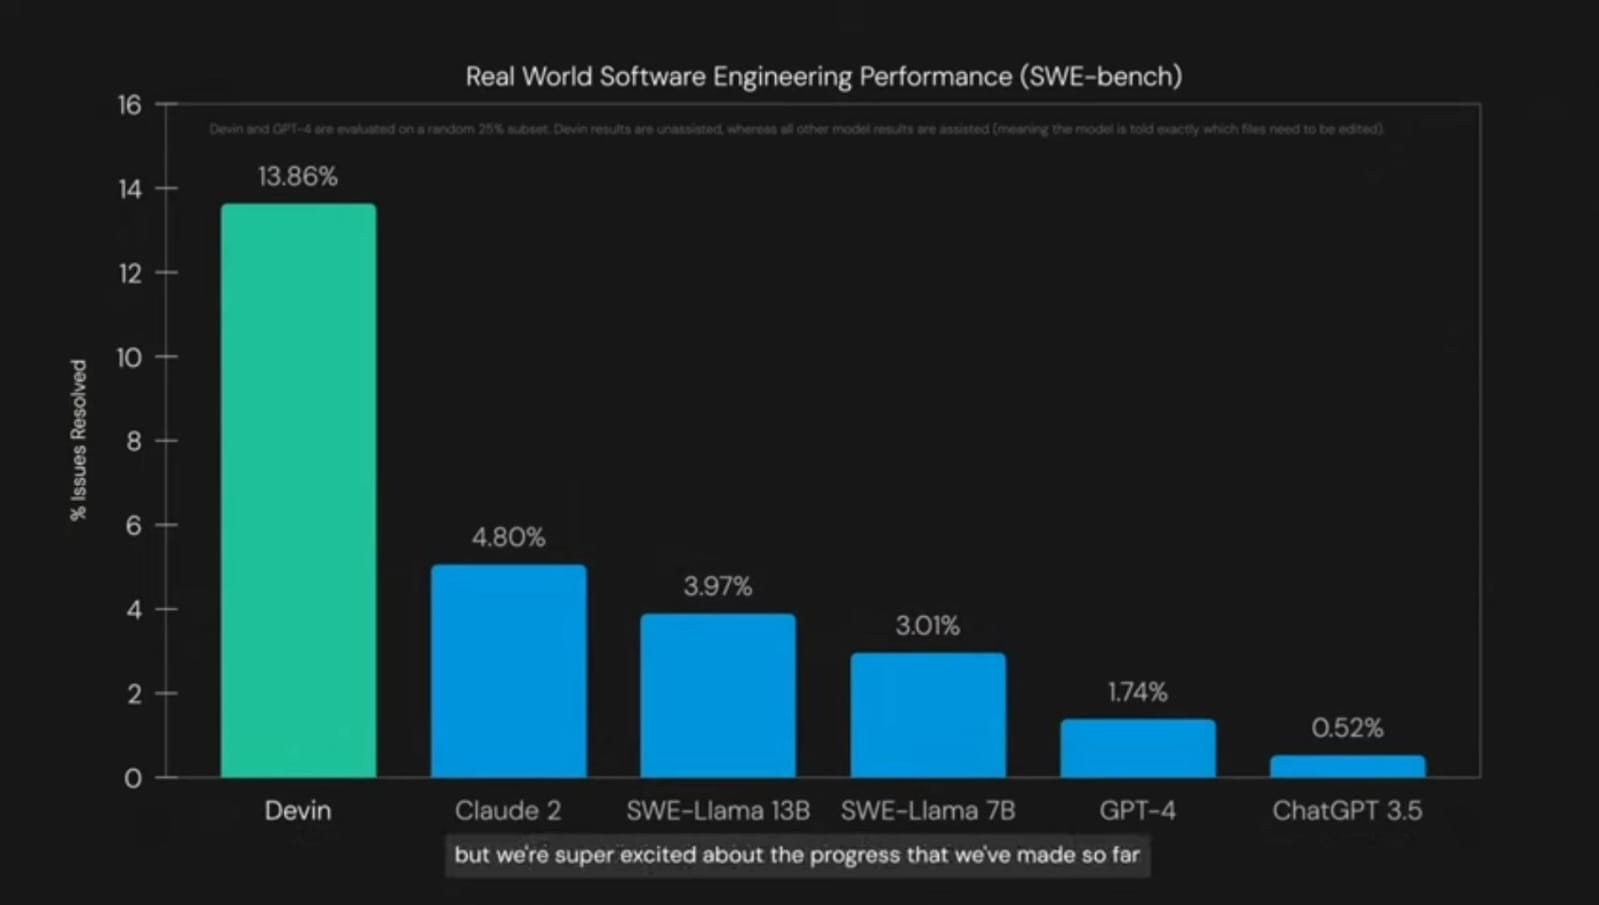 Real World Software Engineering Performance (SWE-bench)
Devin and GPT-4 are evaluated on a random 25% subset. Devin results are unassisted, whereas all other model results are assisted (meaning the model is told exactly which files need to be edited).
16
14
12
10
8
6
4
2
0
% Issues Resolved
13.86%
4.80%
3.97%
3.01%
1.74%
0.52%
Devin
Claude 2
SWE-Llama 13B
SWE-Llama 7B
GPT-4
ChatGPT 3.5
but we're super excited about the progress that we've made so far